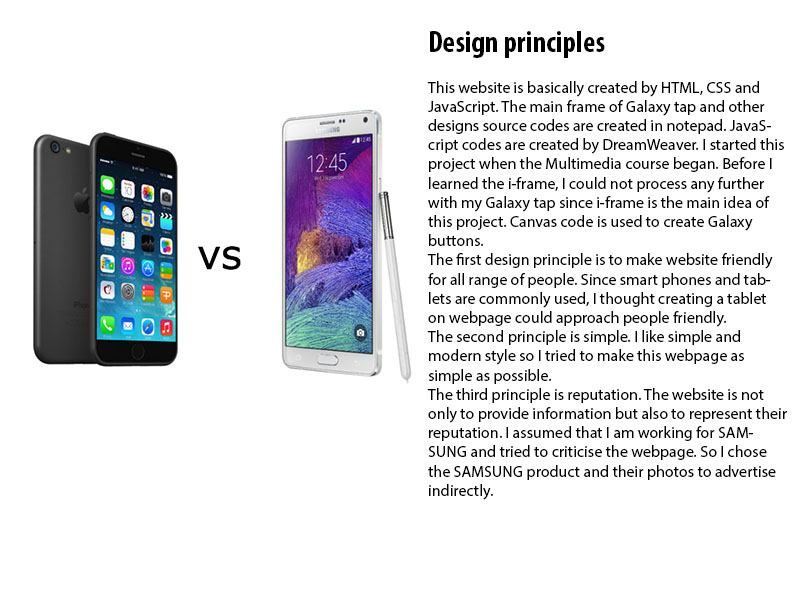 Design principles
This website is basically created by HTML, CSS and
JavaScript. The main frame of Galaxy tap and other
designs source codes are created in notepad. JavaS-
cript codes are created by DreamWeaver. I started this
project when the Multimedia course began. Before I
learned the i-frame, I could not process any further
with my Galaxy tap since i-frame is the main idea of
this project. Canvas code is used to create Galaxy
buttons.
The first design principle is to make website friendly
for all range of people. Since smart phones and tab-
lets are commonly used, I thought creating a tablet
on webpage could approach people friendly.
The second principle is simple. I like simple and
modern style so I tried to make this webpage as
simple as possible.
The third principle is reputation. The website is not
only to provide information but also to represent their
reputation. I assumed that I am working for SAM-
SUNG and tried to criticise the webpage. So I chose
the SAMSUNG product and their photos to advertise
indirectly.
vs
SAMSUNG
12:45